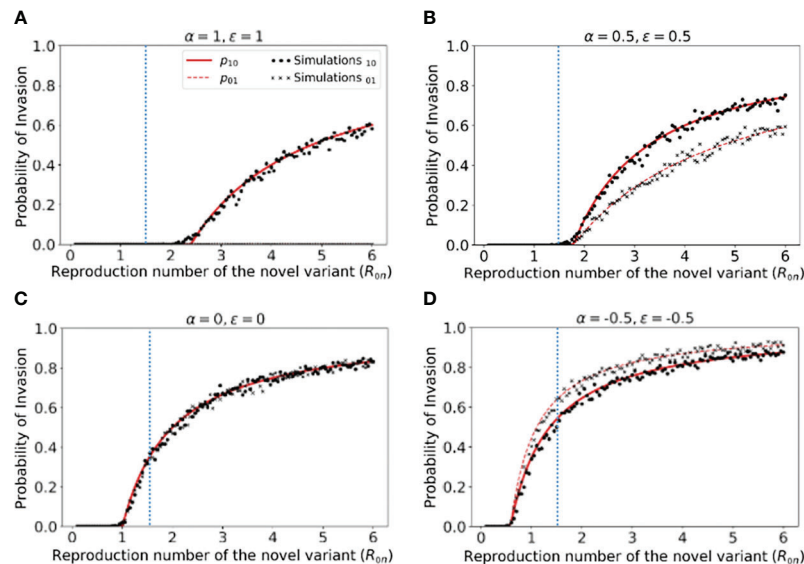 A
α = 1, ε = 1
Probability of Invasion
1.0
0.8
0.6
0.4
0.2
0.0
p10
p01
Simulations 10
Simulations 01
0 1 2 3 4 5 6
Reproduction number of the novel variant (R0n)
B
α = 0.5, ε = 0.5
Probability of Invasion
1.0
0.8
0.6
0.4
0.2
0.0
0 1 2 3 4 5 6
Reproduction number of the novel variant (R0n)
C
α = 0, ε = 0
Probability of Invasion
1.0
0.8
0.6
0.4
0.2
0.0
0 1 2 3 4 5 6
Reproduction number of the novel variant (R0n)
D
α = -0.5, ε = -0.5
Probability of Invasion
1.0
0.8
0.6
0.4
0.2
0.0
0 1 2 3 4 5 6
Reproduction number of the novel variant (R0n)